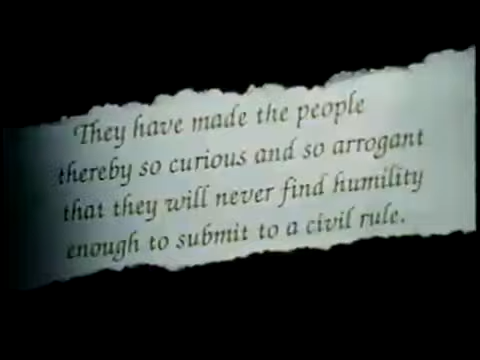 They have made the people
thereby so curious and so arrogant
that they will never find humility
enough to submit to a civil rule.